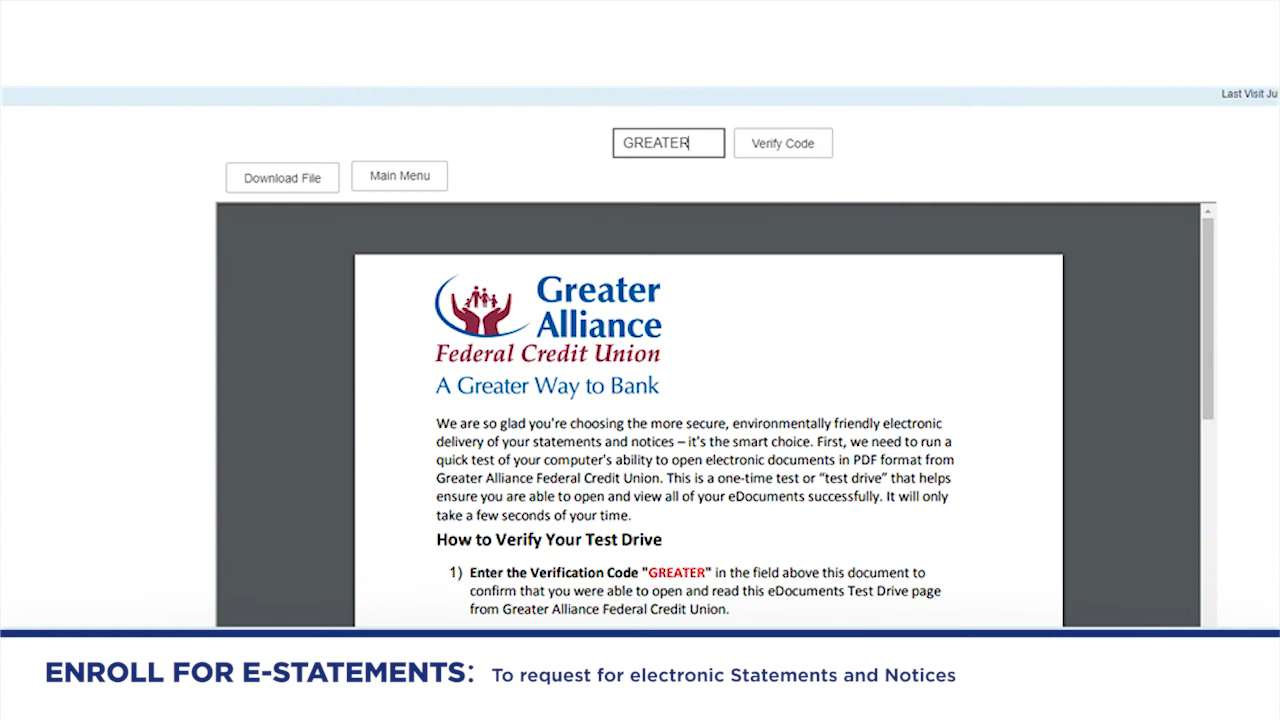 Last Visit Ju
GREATER
Verify Code
Download File
Main Menu
Greater
Alliance
Federal Credit Union
A Greater Way to Bank
We are so glad you're choosing the more secure, environmentally friendly electronic
delivery of your statements and notices – it's the smart choice. First, we need to run a
quick test of your computer's ability to open electronic documents in PDF format from
Greater Alliance Federal Credit Union. This is a one-time test or “test drive” that helps
ensure you are able to open and view all of your eDocuments successfully. It will only
take a few seconds of your time.
How to Verify Your Test Drive
1) Enter the Verification Code "GREATER" in the field above this document to
confirm that you were able to open and read this eDocuments Test Drive page
from Greater Alliance Federal Credit Union.
ENROLL FOR E-STATEMENTS: To request for electronic Statements and Notices